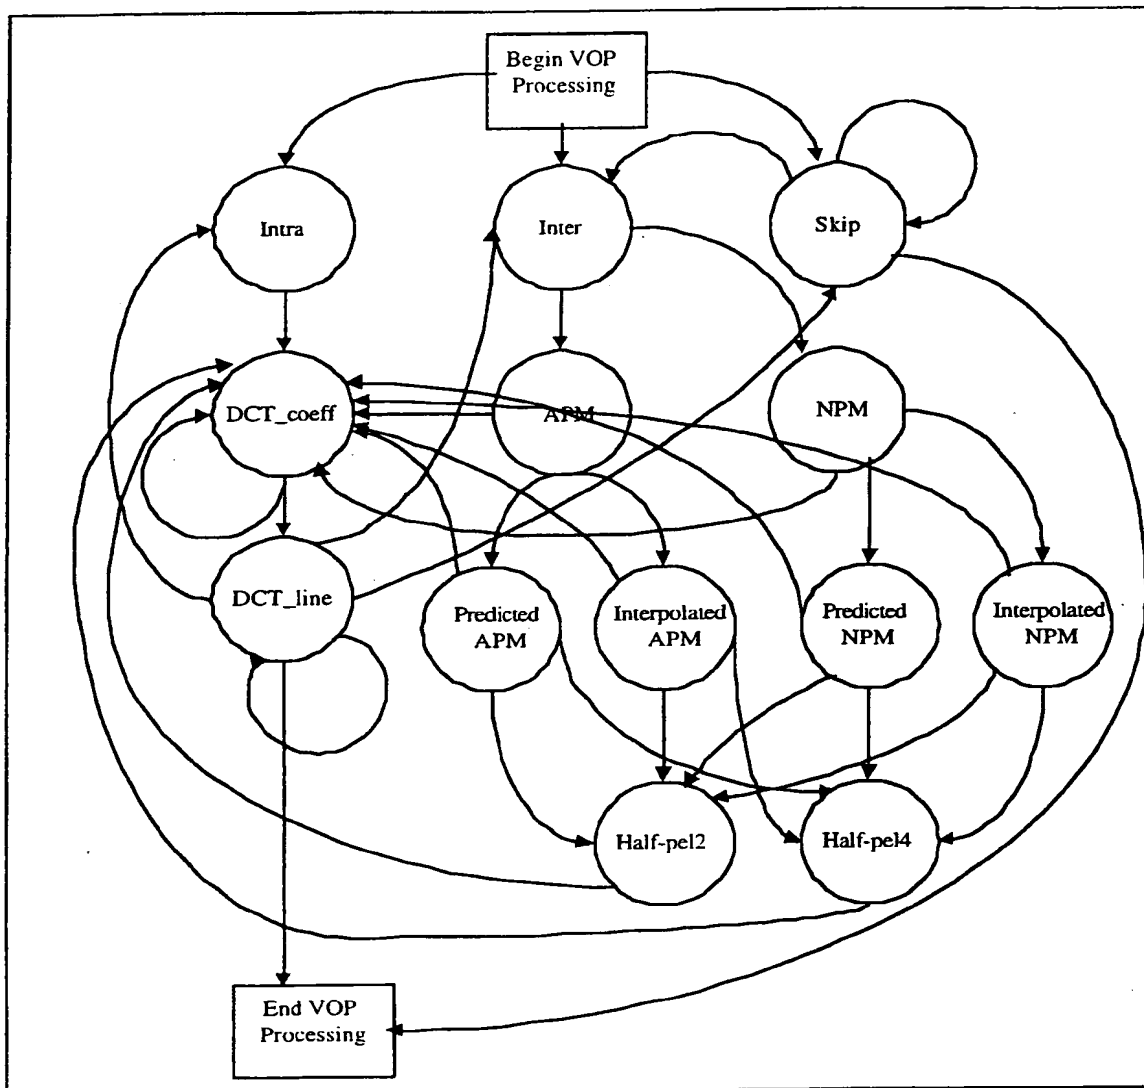 Begin VOP
Processing
Intra
Inter
Skip
DCT_coeff
APM
NPM
DCT_line
Predicted
APM
Interpolated
APM
Predicted
NPM
Interpolated
NPM
Half-pel2
Half-pel4
End VOP
Processing